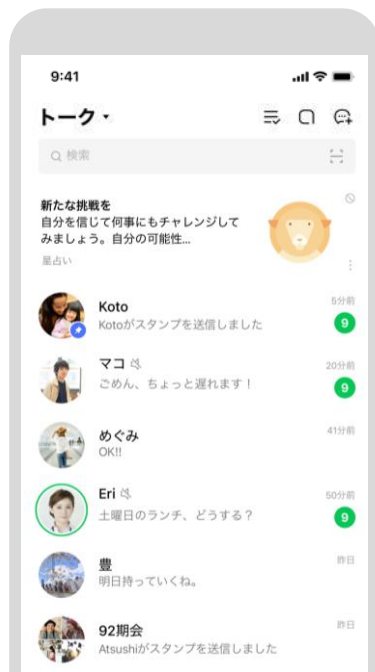 9:41
トーク
検索
新たな挑戦を
自分を信じて何事にもチャレンジして
みましょう。自分の可能性...
星占い
Koto
5分前
Kotoがスタンプを送信しました
9
マコ
20分前
ごめん、ちょっと遅れます！
9
めぐみ
41分前
OK!!
Eri
50分前
土曜日のランチ、どうする？
9
豊
昨日
明日持っていくね。
92期会
昨日
Atsushiがスタンプを送信しました